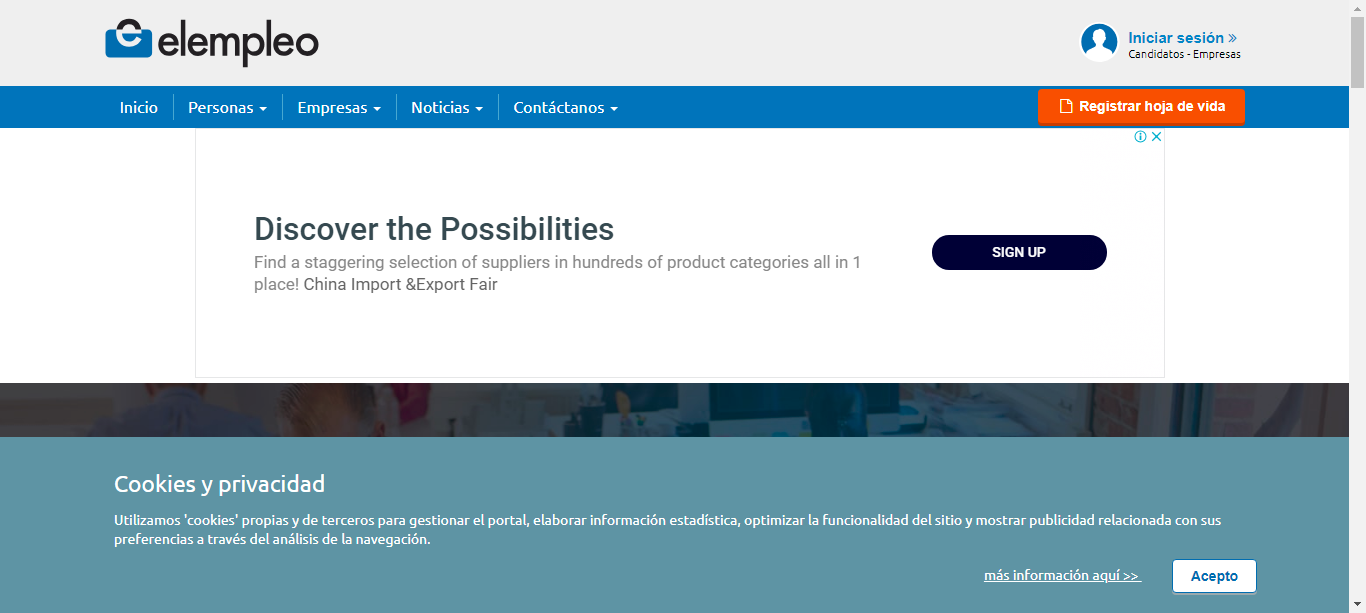 elempleo
Iniciar sesión »
Candidatos - Empresas
Inicio
Personas
Empresas
Noticias
Contáctanos
Registrar hoja de vida
Discover the Possibilities
Find a staggering selection of suppliers in hundreds of product categories all in 1
place! China Import &Export Fair
SIGN UP
Cookies y privacidad
Utilizamos 'cookies' propias y de terceros para gestionar el portal, elaborar información estadística, optimizar la funcionalidad del sitio y mostrar publicidad relacionada con sus
preferencias a través del análisis de la navegación.
más información aquí >>
Acepto